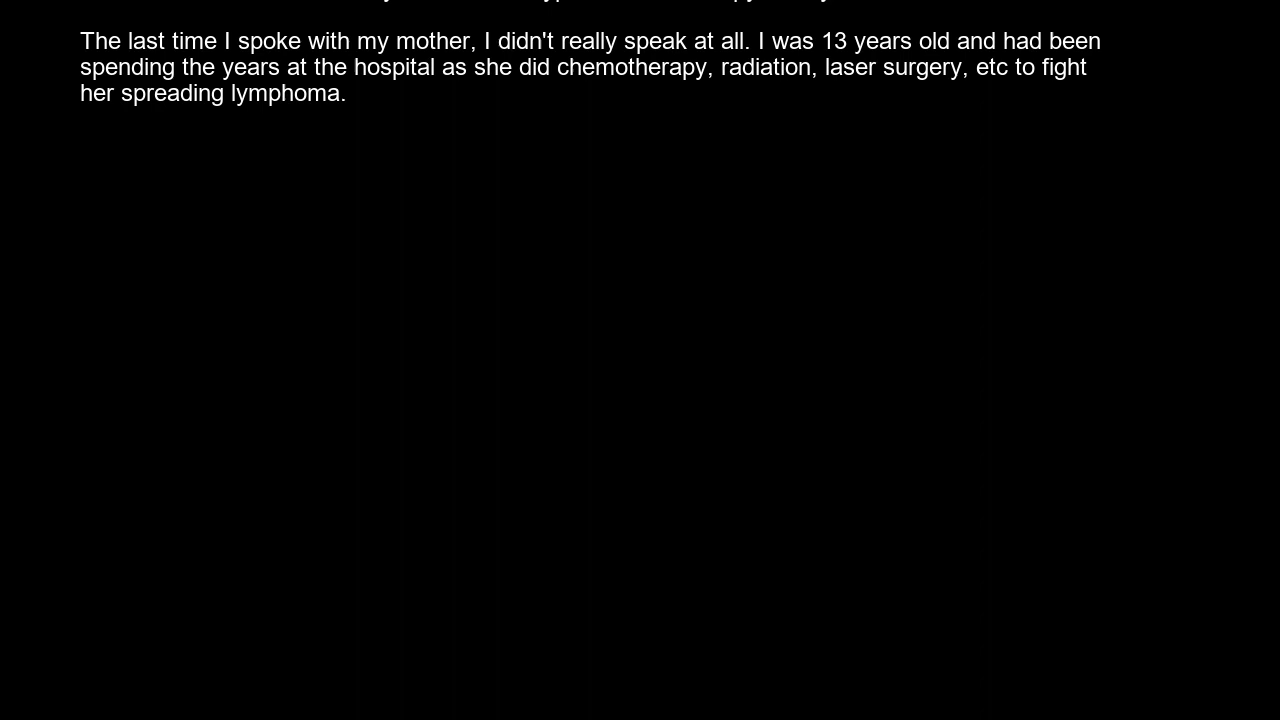 The last time I spoke with my mother, I didn't really speak at all. I was 13 years old and had been
spending the years at the hospital as she did chemotherapy, radiation, laser surgery, etc to fight
her spreading lymphoma.